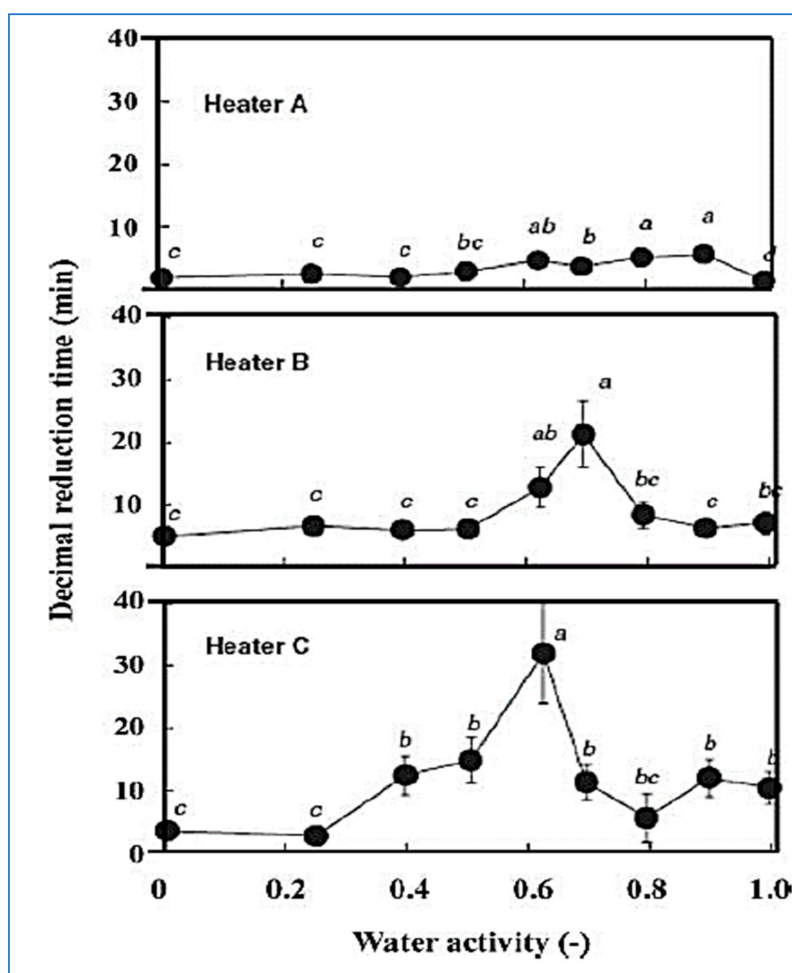 40
30
20
10
Heater A
c c c bc ab b a a d
40
30
20
10
Heater B
c c c c ab a bc c bc
40
30
20
10
0
Heater C
c c b b a b bc b b
0 0.2 0.4 0.6 0.8 1.0
Water activity (-)
Decimal reduction time (min)